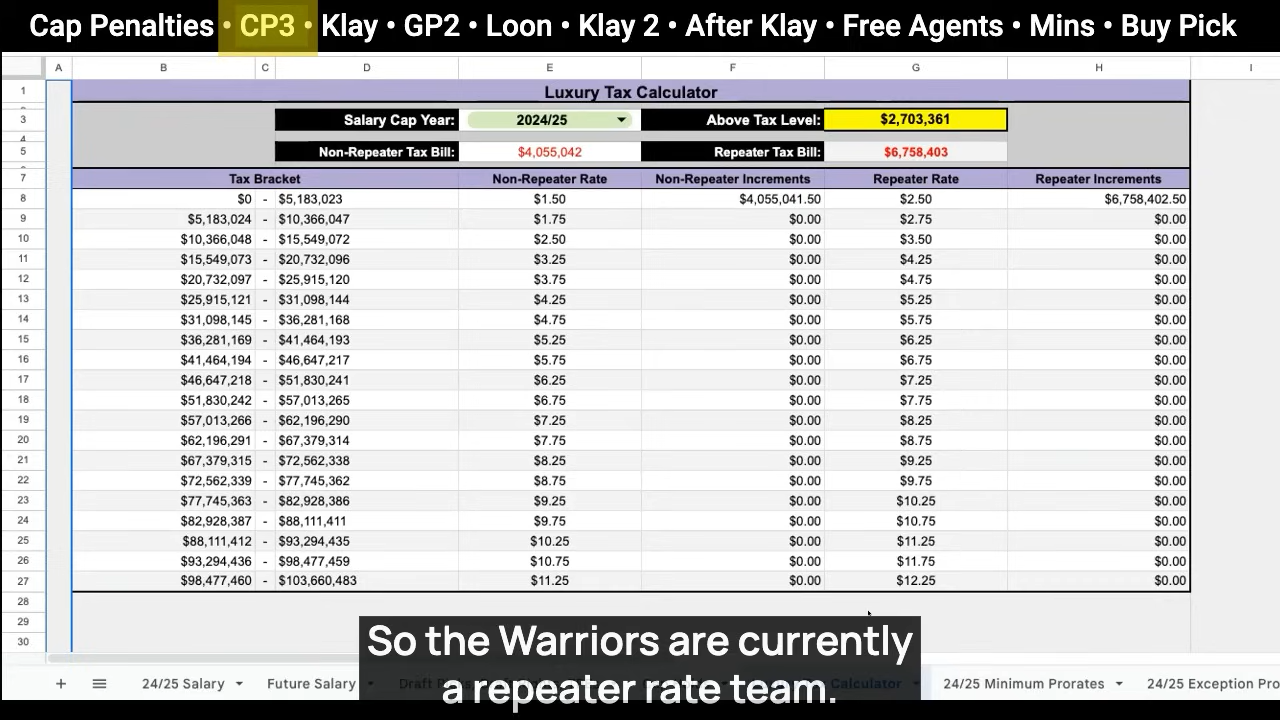 Cap Penalties • CP3 • Klay • GP2 • Loon • Klay 2 • After Klay • Free Agents • Mins • Buy Pick
A B C D E F G H I
1 Luxury Tax Calculator
3 Salary Cap Year: 2024/25 Above Tax Level: $2,703,361
4
5 Non-Repeater Tax Bill: $4,055,042 Repeater Tax Bill: $6,758,403
7 Tax Bracket Non-Repeater Rate Non-Repeater Increments Repeater Rate Repeater Increments
8 $0 - $5,183,023 $1.50 $4,055,041.50 $2.50 $6,758,402.50
9 $5,183,024 - $10,366,047 $1.75 $0.00 $2.75 $0.00
10 $10,366,048 - $15,549,072 $2.50 $0.00 $3.50 $0.00
11 $15,549,073 - $20,732,096 $3.25 $0.00 $4.25 $0.00
12 $20,732,097 - $25,915,120 $3.75 $0.00 $4.75 $0.00
13 $25,915,121 - $31,098,144 $4.25 $0.00 $5.25 $0.00
14 $31,098,145 - $36,281,168 $4.75 $0.00 $5.75 $0.00
15 $36,281,169 - $41,464,193 $5.25 $0.00 $6.25 $0.00
16 $41,464,194 - $46,647,217 $5.75 $0.00 $6.75 $0.00
17 $46,647,218 - $51,830,241 $6.25 $0.00 $7.25 $0.00
18 $51,830,242 - $57,013,265 $6.75 $0.00 $7.75 $0.00
19 $57,013,266 - $62,196,290 $7.25 $0.00 $8.25 $0.00
20 $62,196,291 - $67,379,314 $7.75 $0.00 $8.75 $0.00
21 $67,379,315 - $72,562,338 $8.25 $0.00 $9.25 $0.00
22 $72,562,339 - $77,745,362 $8.75 $0.00 $9.75 $0.00
23 $77,745,363 - $82,928,386 $9.25 $0.00 $10.25 $0.00
24 $82,928,387 - $88,111,411 $9.75 $0.00 $10.75 $0.00
25 $88,111,412 - $93,294,435 $10.25 $0.00 $11.25 $0.00
26 $93,294,436 - $98,477,459 $10.75 $0.00 $11.75 $0.00
27 $98,477,460 - $103,660,483 $11.25 $0.00 $12.25 $0.00
28
29
30
So the Warriors are currently
a repeater rate team.
24/25 Salary Future Salary Draft Calculator 24/25 Minimum Prorates 24/25 Exception Pro